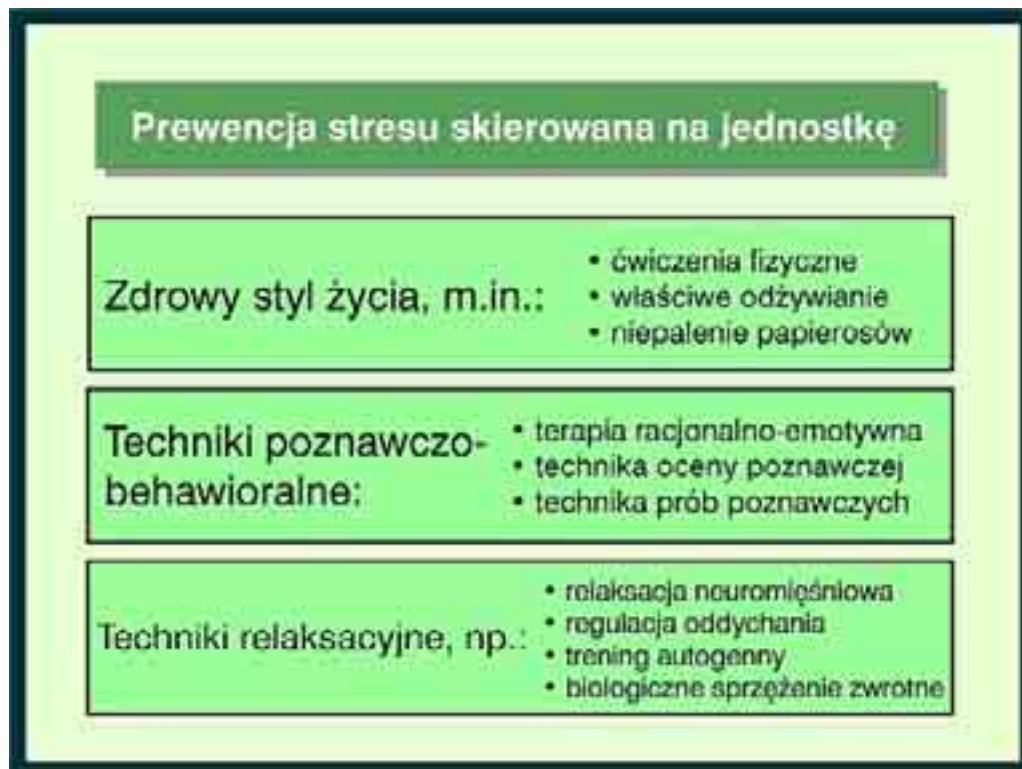 Prewencja stresu skierowana na jednostkę
Zdrowy styl życia, m.in.:
• ćwiczenia fizyczne
• właściwe odżywianie
• niepalenie papierosów
Techniki poznawczo-
behawioralne:
• terapia racjonalno-emotywna
• technika oceny poznawczej
• technika prób poznawczych
Techniki relaksacyjne, np.:
• relaksacja neuromięśniowa
• regulacja oddychania
• trening autogenny
• biologiczne sprzężenie zwrotne